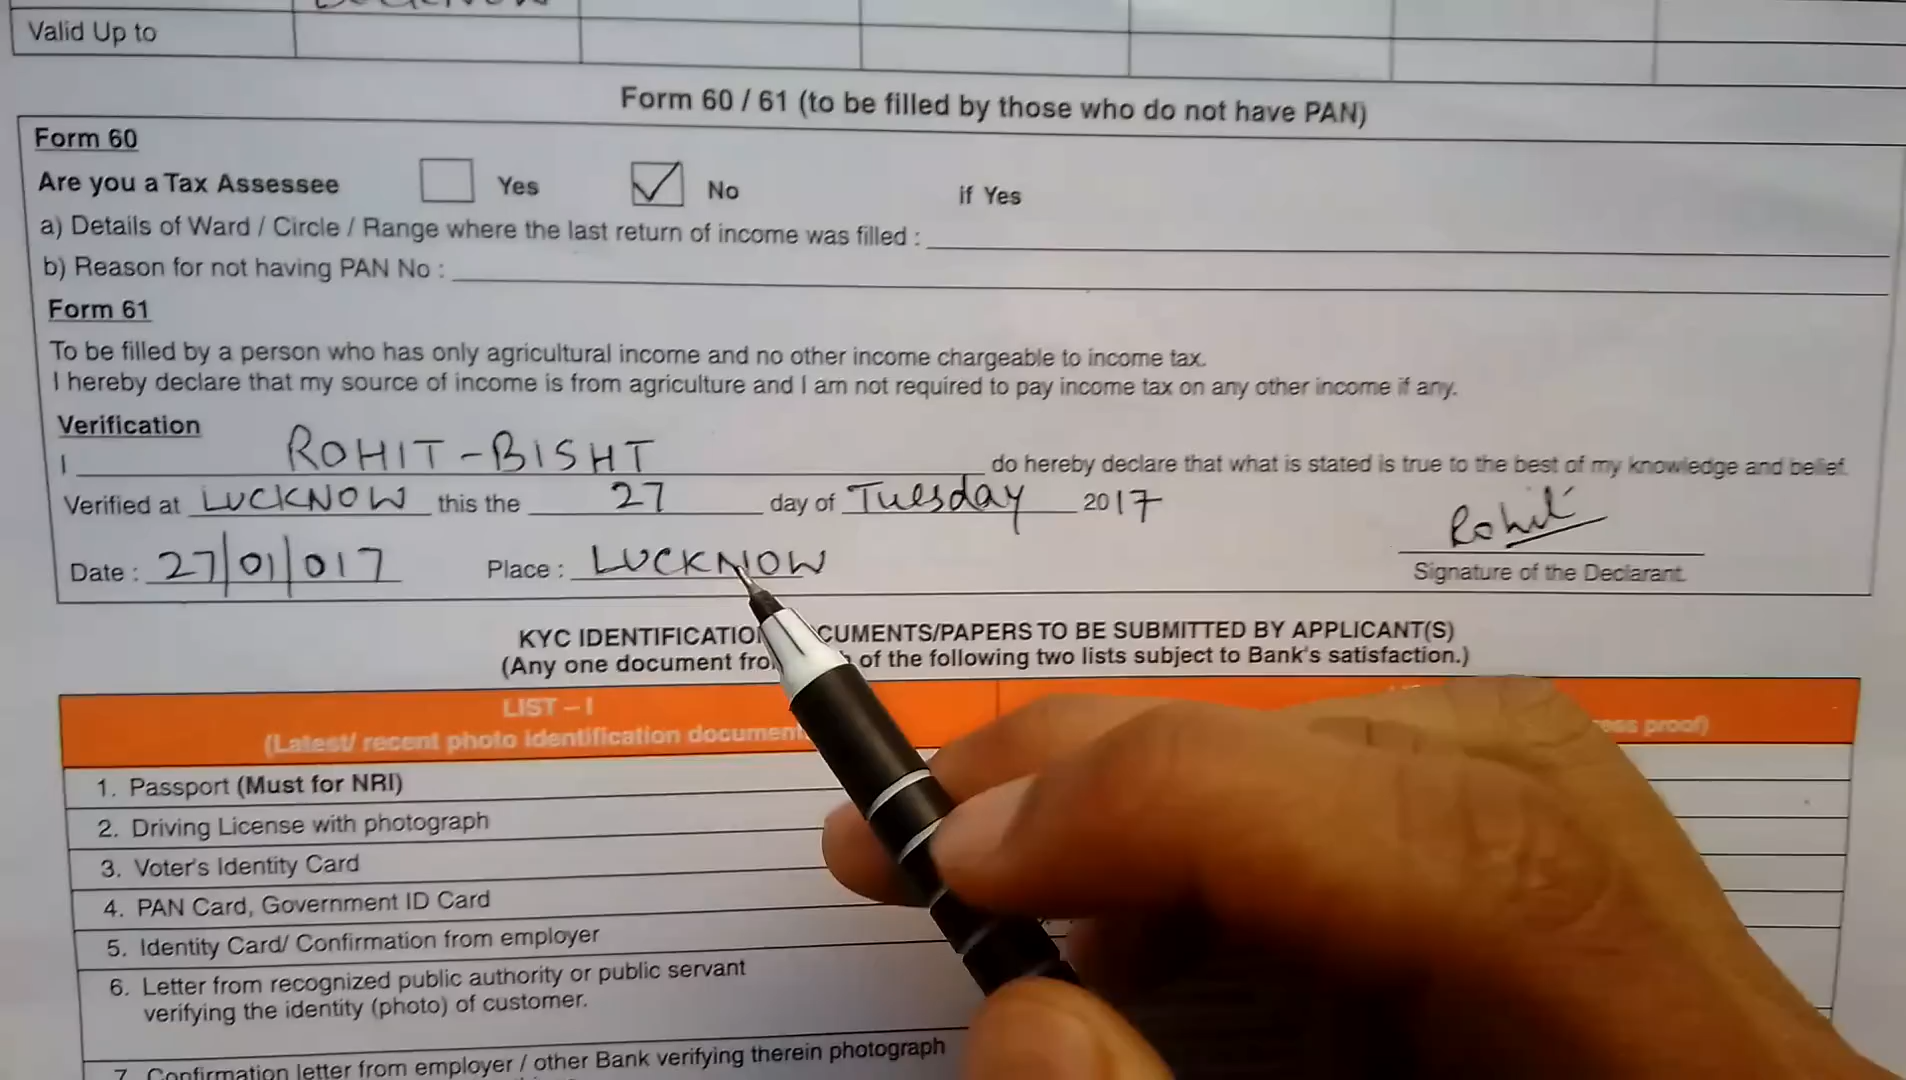 Valid Up to
Form 60 / 61 (to be filled by those who do not have PAN)
Form 60
Are you a Tax Assessee Yes No if Yes
a) Details of Ward / Circle / Range where the last return of income was filled :
b) Reason for not having PAN No :
Form 61
To be filled by a person who has only agricultural income and no other income chargeable to income tax.
I hereby declare that my source of income is from agriculture and I am not required to pay income tax on any other income if any.
Verification
I ROHIT-BISHT do hereby declare that what is stated is true to the best of my knowledge and belief.
Verified at LUCKNOW this the 27 day of Tuesday 2017
Rohit
Date : 27/01/017 Place : LUCKNOW Signature of the Declarant
KYC IDENTIFICATIO CUMENTS/PAPERS TO BE SUBMITTED BY APPLICANT(S)
(Any one document fro of the following two lists subject to Bank's satisfaction.)
LIST – I
(Latest/ recent photo identification document proof)
1. Passport (Must for NRI)
2. Driving License with photograph
3. Voter's Identity Card
4. PAN Card, Government ID Card
5. Identity Card/ Confirmation from employer
6. Letter from recognized public authority or public servant
verifying the identity (photo) of customer.
7. Confirmation letter from employer / other Bank verifying therein photograph